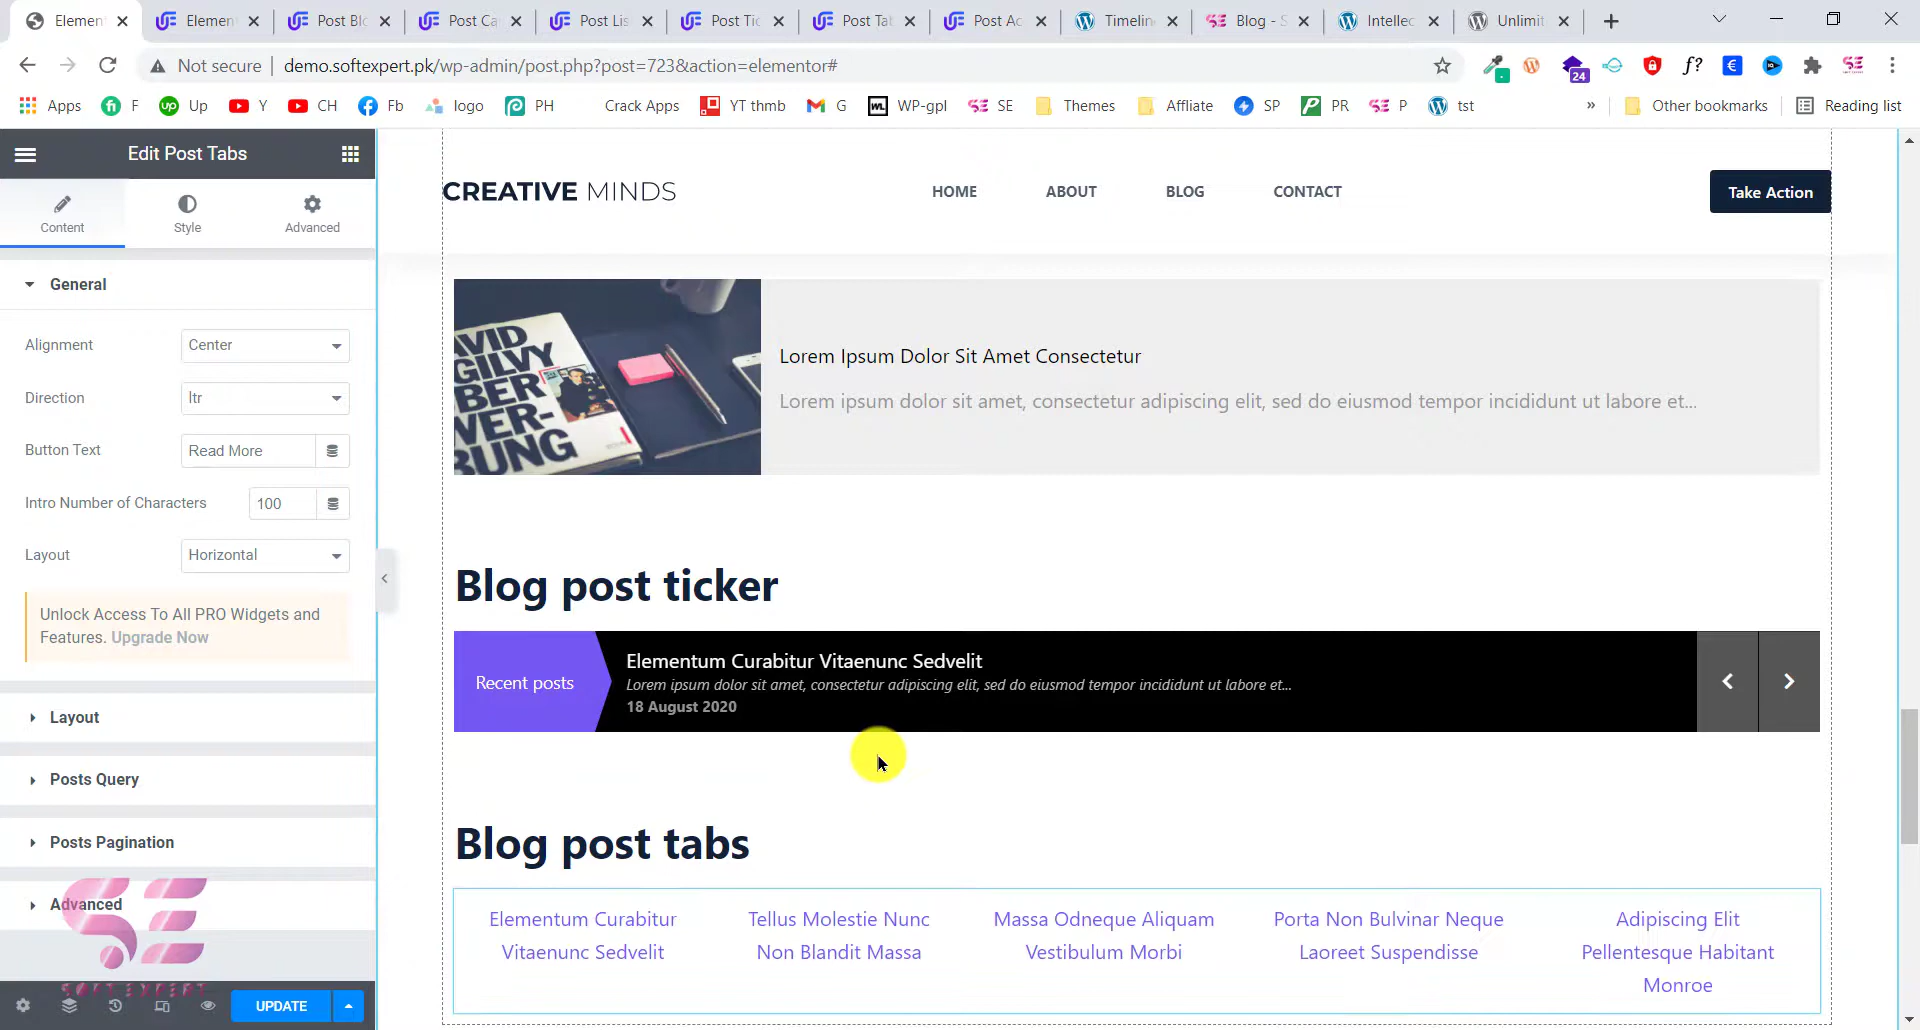 Elemen
Elemen
Post Blo
Post Ca
Post Lis
Post Tic
Post Tab
Post Ac
Timelin
Blog - S
Intellec
Unlimit
Not secure
demo.softexpert.pk/wp-admin/post.php?post=723&action=elementor#
24
f?
Apps
F
Up
Y
CH
Fb
logo
PH
Crack Apps
YT thmb
G
WP-gpl
SE
Themes
Affliate
SP
PR
P
tst
»
Other bookmarks
Reading list
Edit Post Tabs
Content
Style
Advanced
General
Alignment
Center
Direction
ltr
Button Text
Read More
Intro Number of Characters
100
Layout
Horizontal
Unlock Access To All PRO Widgets and
Features. Upgrade Now
Layout
Posts Query
Posts Pagination
Advanced
SE
SOFT EXPERT
UPDATE
CREATIVE MINDS
HOME
ABOUT
BLOG
CONTACT
Take Action
Lorem Ipsum Dolor Sit Amet Consectetur
Lorem ipsum dolor sit amet, consectetur adipiscing elit, sed do eiusmod tempor incididunt ut labore et...
Blog post ticker
Recent posts
Elementum Curabitur Vitaenunc Sedvelit
Lorem ipsum dolor sit amet, consectetur adipiscing elit, sed do eiusmod tempor incididunt ut labore et...
18 August 2020
Blog post tabs
Elementum Curabitur
Vitaenunc Sedvelit
Tellus Molestie Nunc
Non Blandit Massa
Massa Odneque Aliquam
Vestibulum Morbi
Porta Non Bulvinar Neque
Laoreet Suspendisse
Adipiscing Elit
Pellentesque Habitant
Monroe